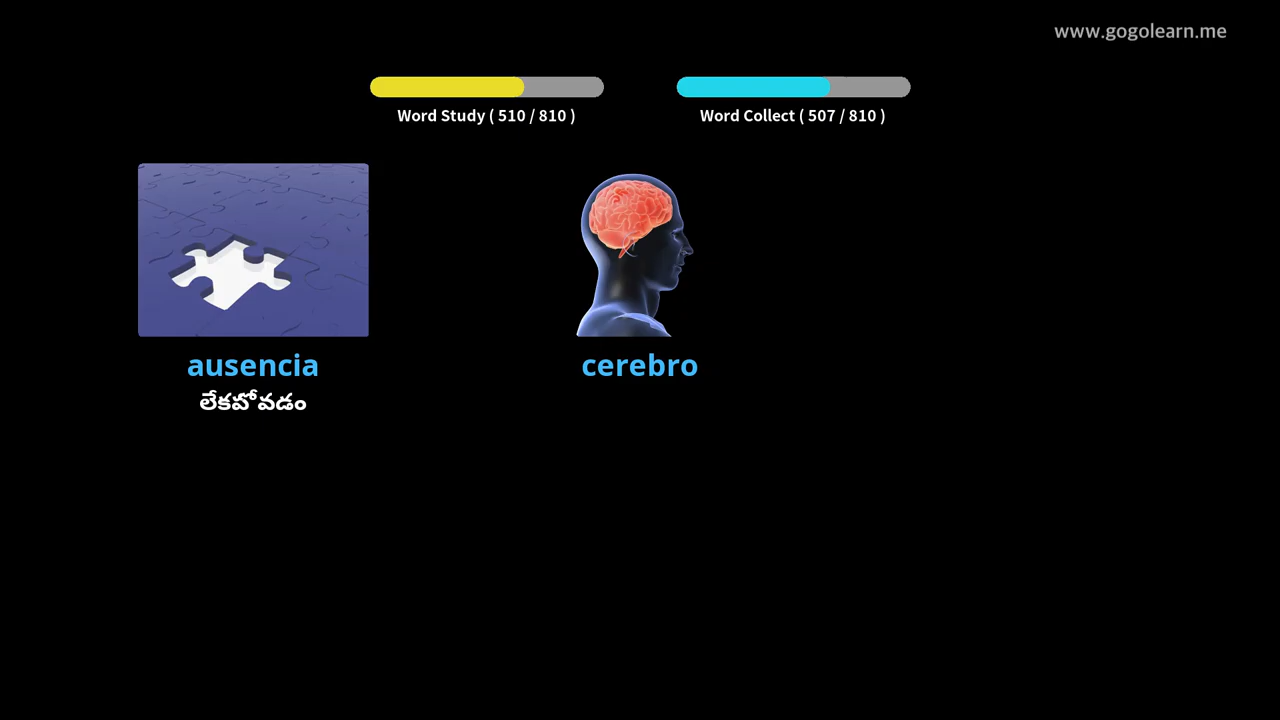 www.gogolearn.me
Word Study ( 510 / 810 )
Word Collect ( 507 / 810 )
ausencia
లేకపోవడం
cerebro